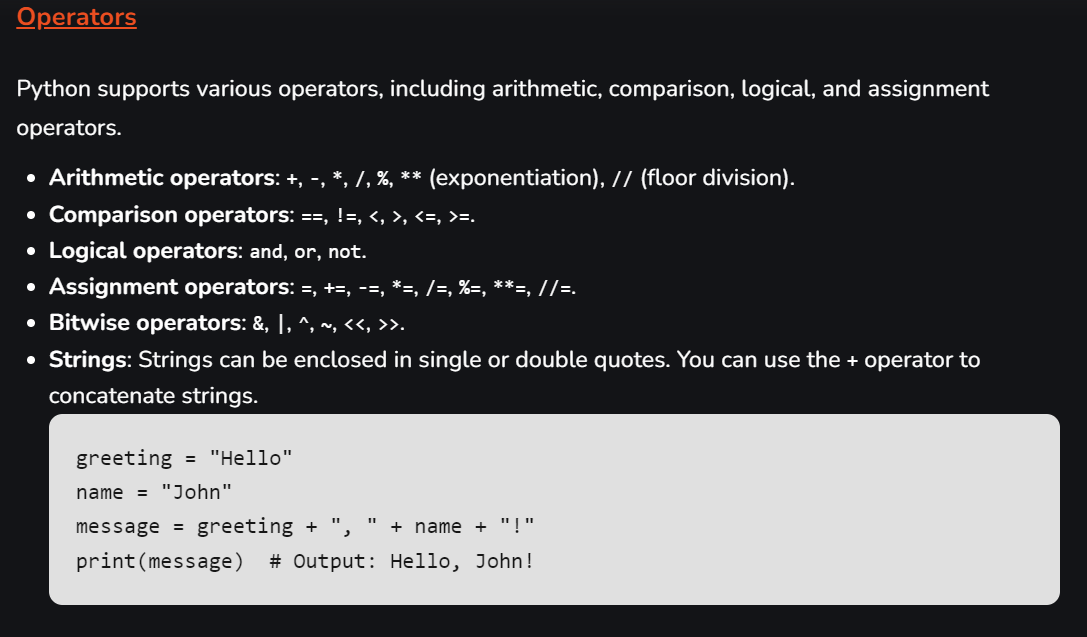 Operators
Python supports various operators, including arithmetic, comparison, logical, and assignment
operators.
• Arithmetic operators: +, -, *, /, %, ** (exponentiation), // (floor division).
• Comparison operators: ==, !=, <, >, <=, >=.
• Logical operators: and, or, not.
• Assignment operators: =, +=, -=, *=, /=, %=, **=, //=.
• Bitwise operators: &, |, ^, ~, <<, >>.
• Strings: Strings can be enclosed in single or double quotes. You can use the + operator to
concatenate strings.
greeting = "Hello"
name = "John"
message = greeting + ", " + name + "!"
print(message)  # Output: Hello, John!